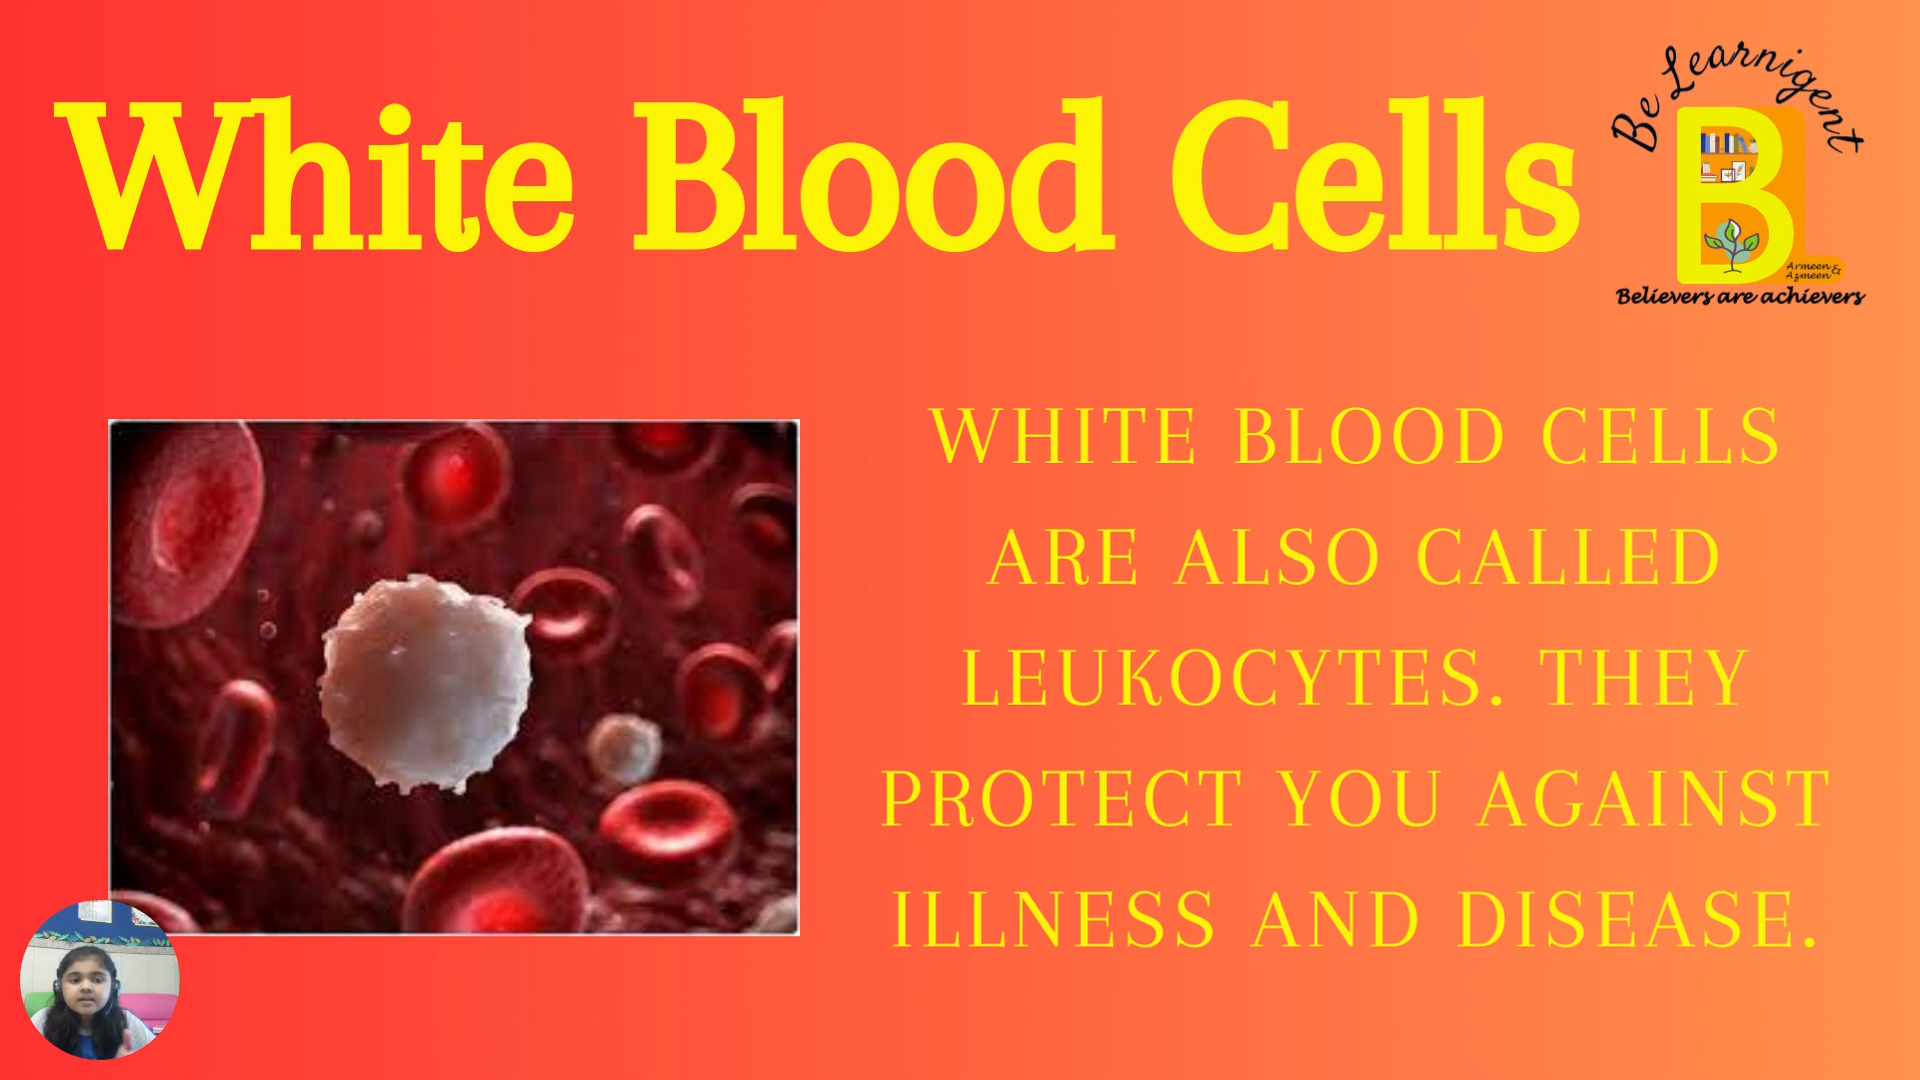 White Blood Cells
Be Learnigent
B
Armeen &
Azmeen
Believers are achievers
WHITE BLOOD CELLS
ARE ALSO CALLED
LEUKOCYTES. THEY
PROTECT YOU AGAINST
ILLNESS AND DISEASE.